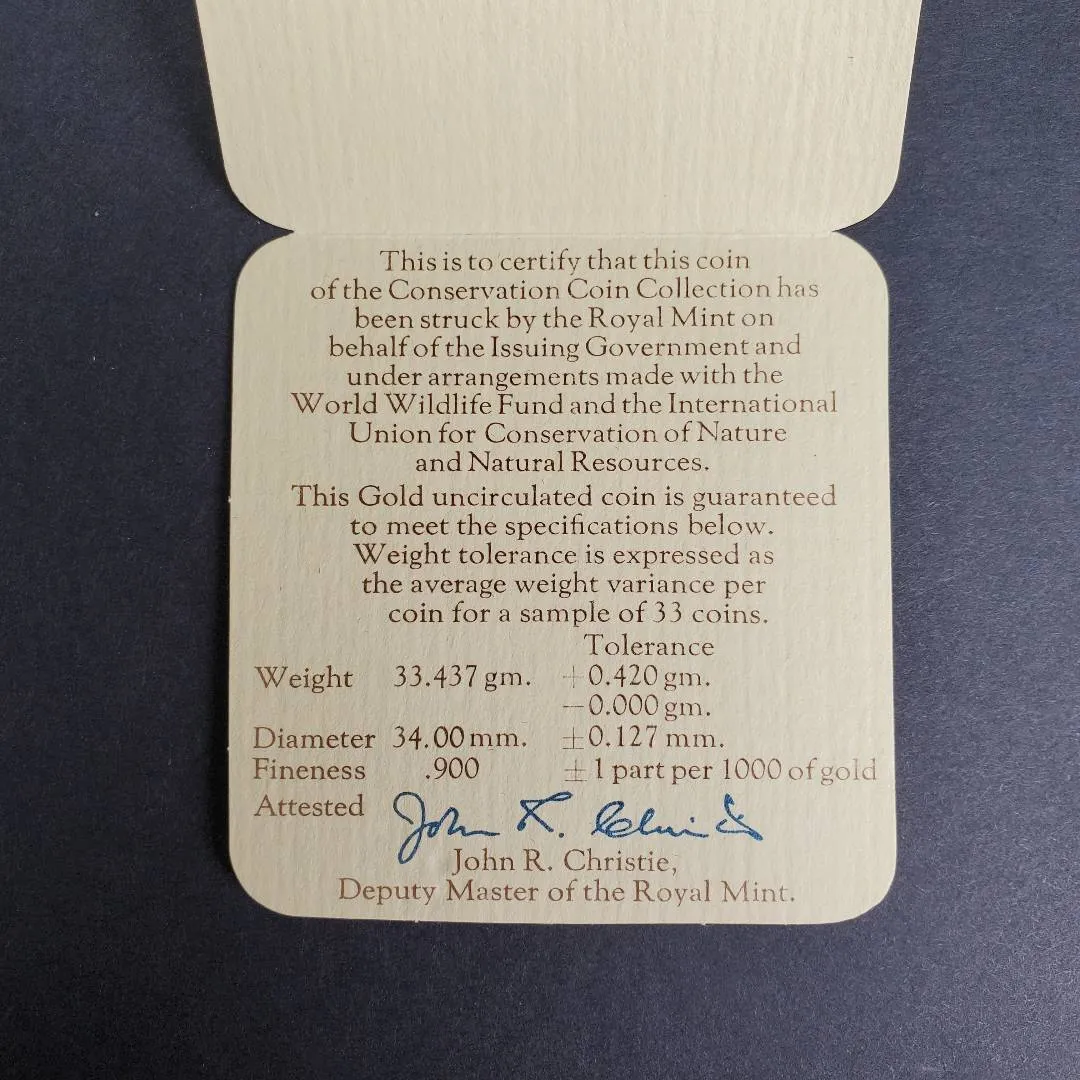 This is to certify that this coin
of the Conservation Coin Collection has
been struck by the Royal Mint on
behalf of the Issuing Government and
under arrangements made with the
World Wildlife Fund and the International
Union for Conservation of Nature
and Natural Resources.
This Gold uncirculated coin is guaranteed
to meet the specifications below.
Weight tolerance is expressed as
the average weight variance per
coin for a sample of 33 coins.
Tolerance
Weight 33.437 gm. +0.420 gm.
-0.000 gm.
Diameter 34.00 mm. ±0.127 mm.
Fineness .900 ±1 part per 1000 of gold
Attested John R. Christie
John R. Christie,
Deputy Master of the Royal Mint.